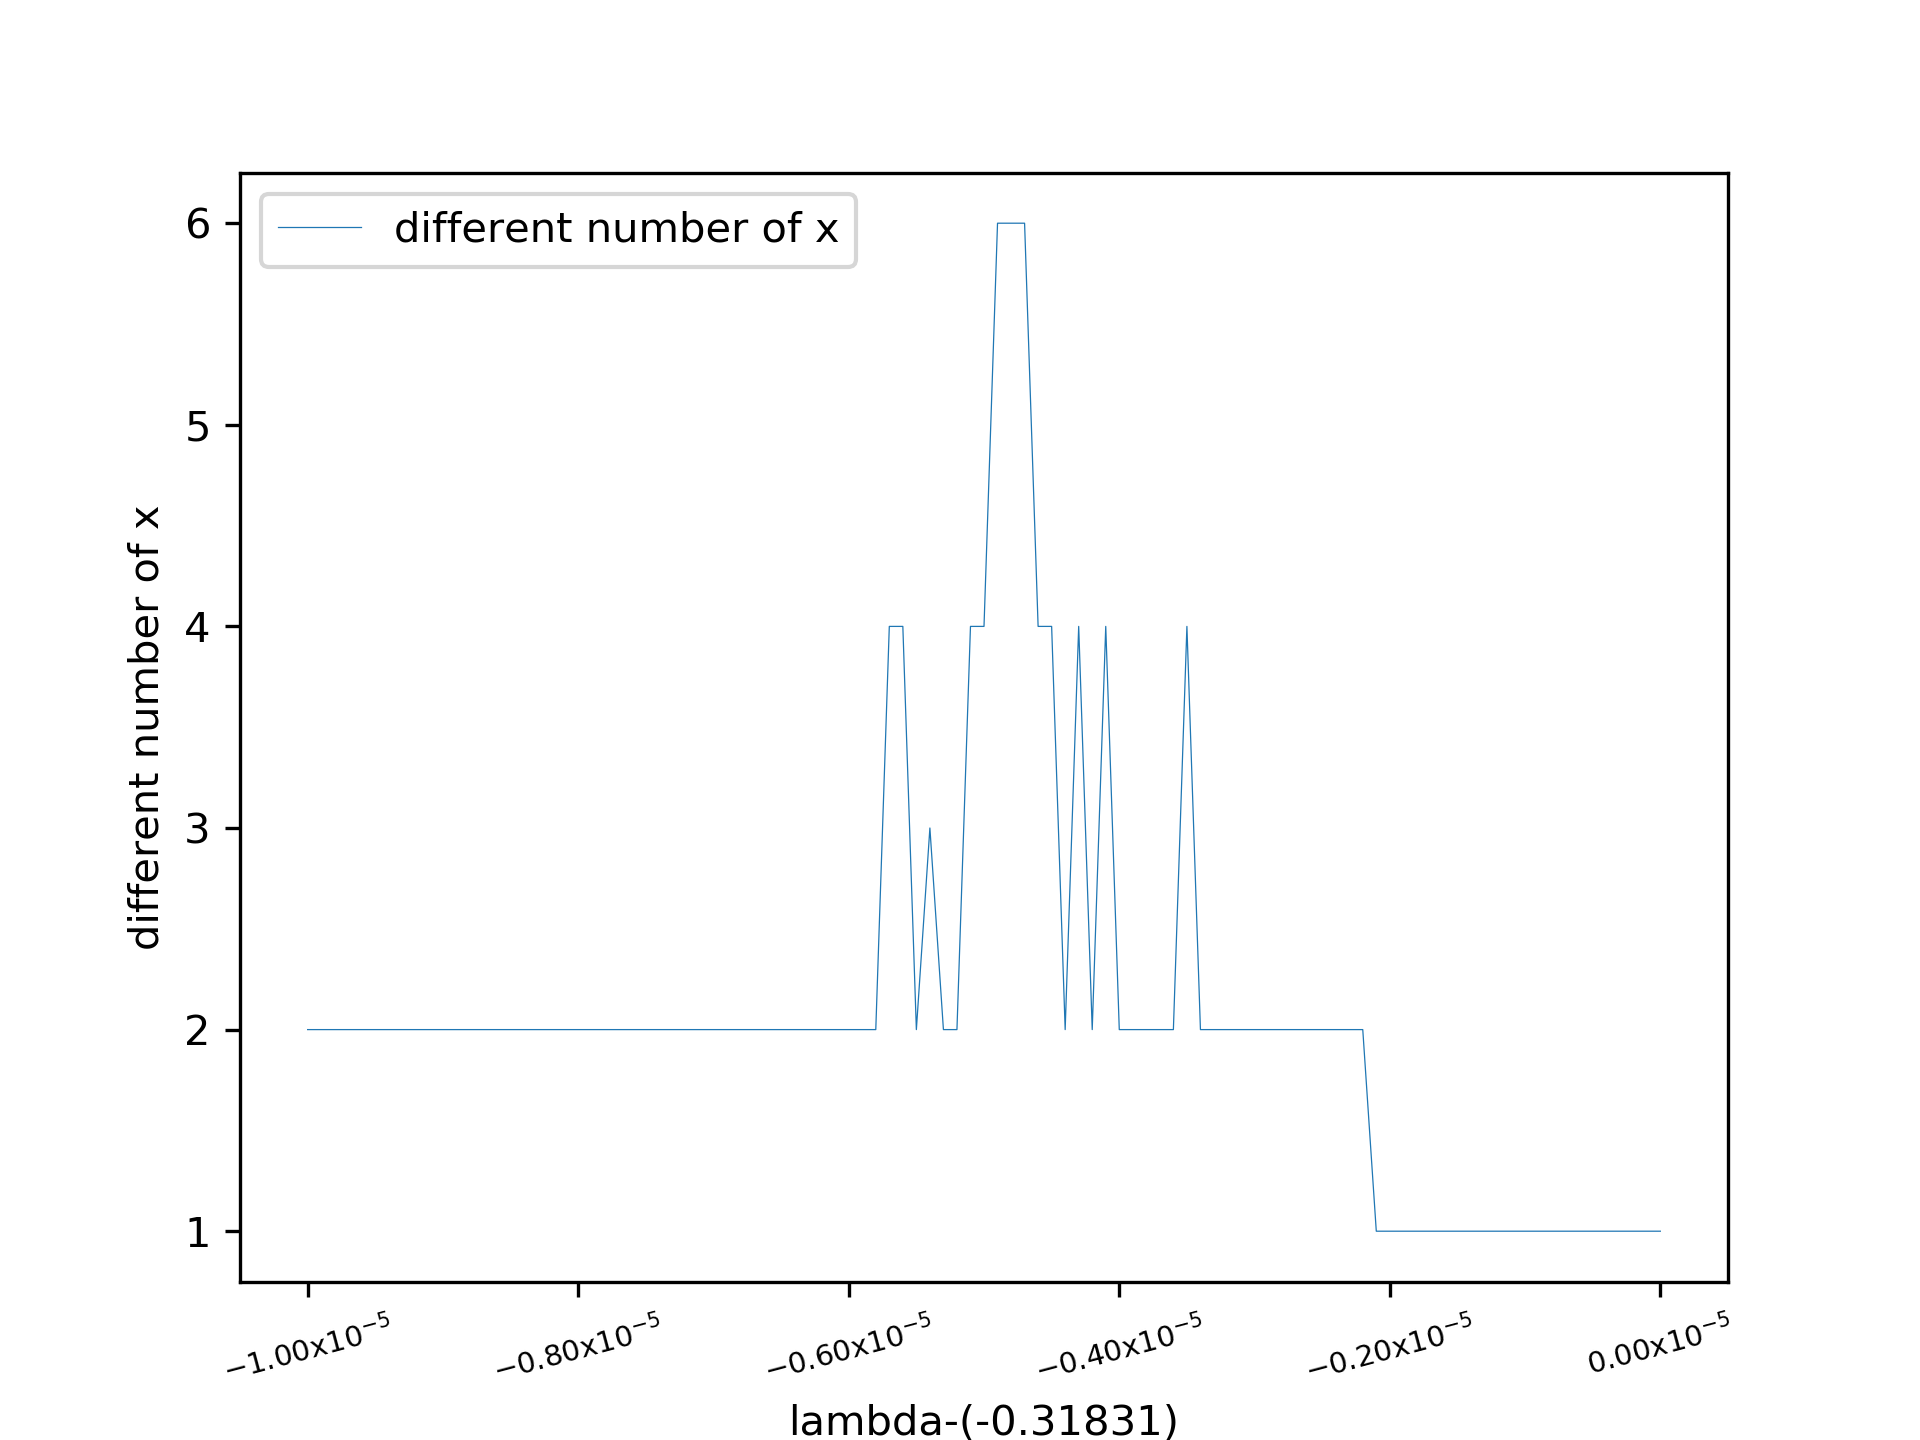 different number of x
6
5
4
3
2
1
different number of x
−1.00x10⁻⁵
−0.80x10⁻⁵
−0.60x10⁻⁵
−0.40x10⁻⁵
−0.20x10⁻⁵
0.00x10⁻⁵
lambda-(-0.31831)